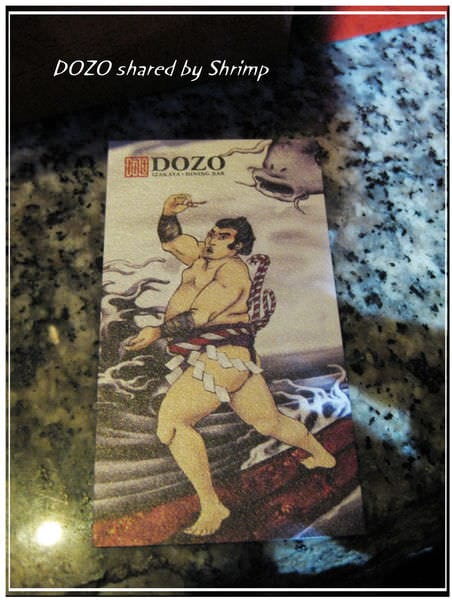 DOZO shared by Shrimp
DOZO
IZAKAYA • DINING BAR